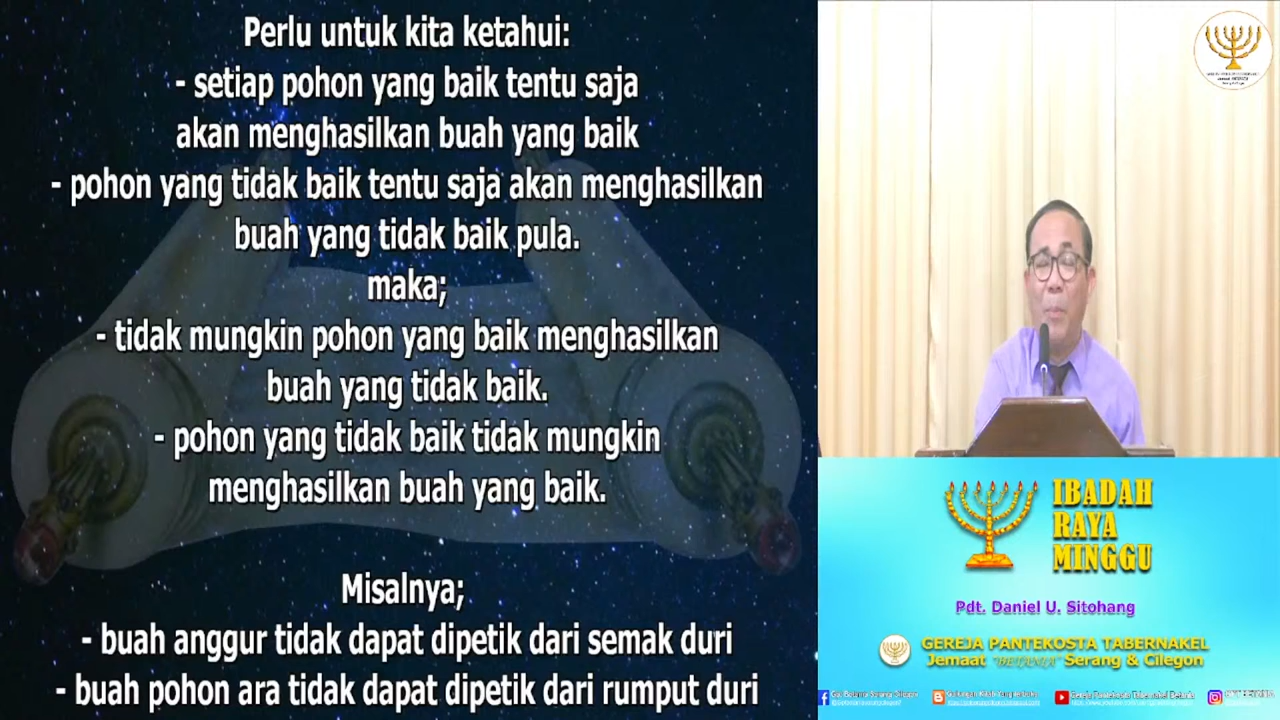 Perlu untuk kita ketahui:
- setiap pohon yang baik tentu saja
akan menghasilkan buah yang baik
- pohon yang tidak baik tentu saja akan menghasilkan
buah yang tidak baik pula.
maka;
- tidak mungkin pohon yang baik menghasilkan
buah yang tidak baik.
- pohon yang tidak baik tidak mungkin
menghasilkan buah yang baik.
Misalnya;
- buah anggur tidak dapat dipetik dari semak duri
- buah pohon ara tidak dapat dipetik dari rumput duri
IBADAH
RAYA
MINGGU
Pdt. Daniel U. Sitohang
GEREJA PANTEKOSTA TABERNAKEL
Jemaat "BETANIA" Serang & Cilegon